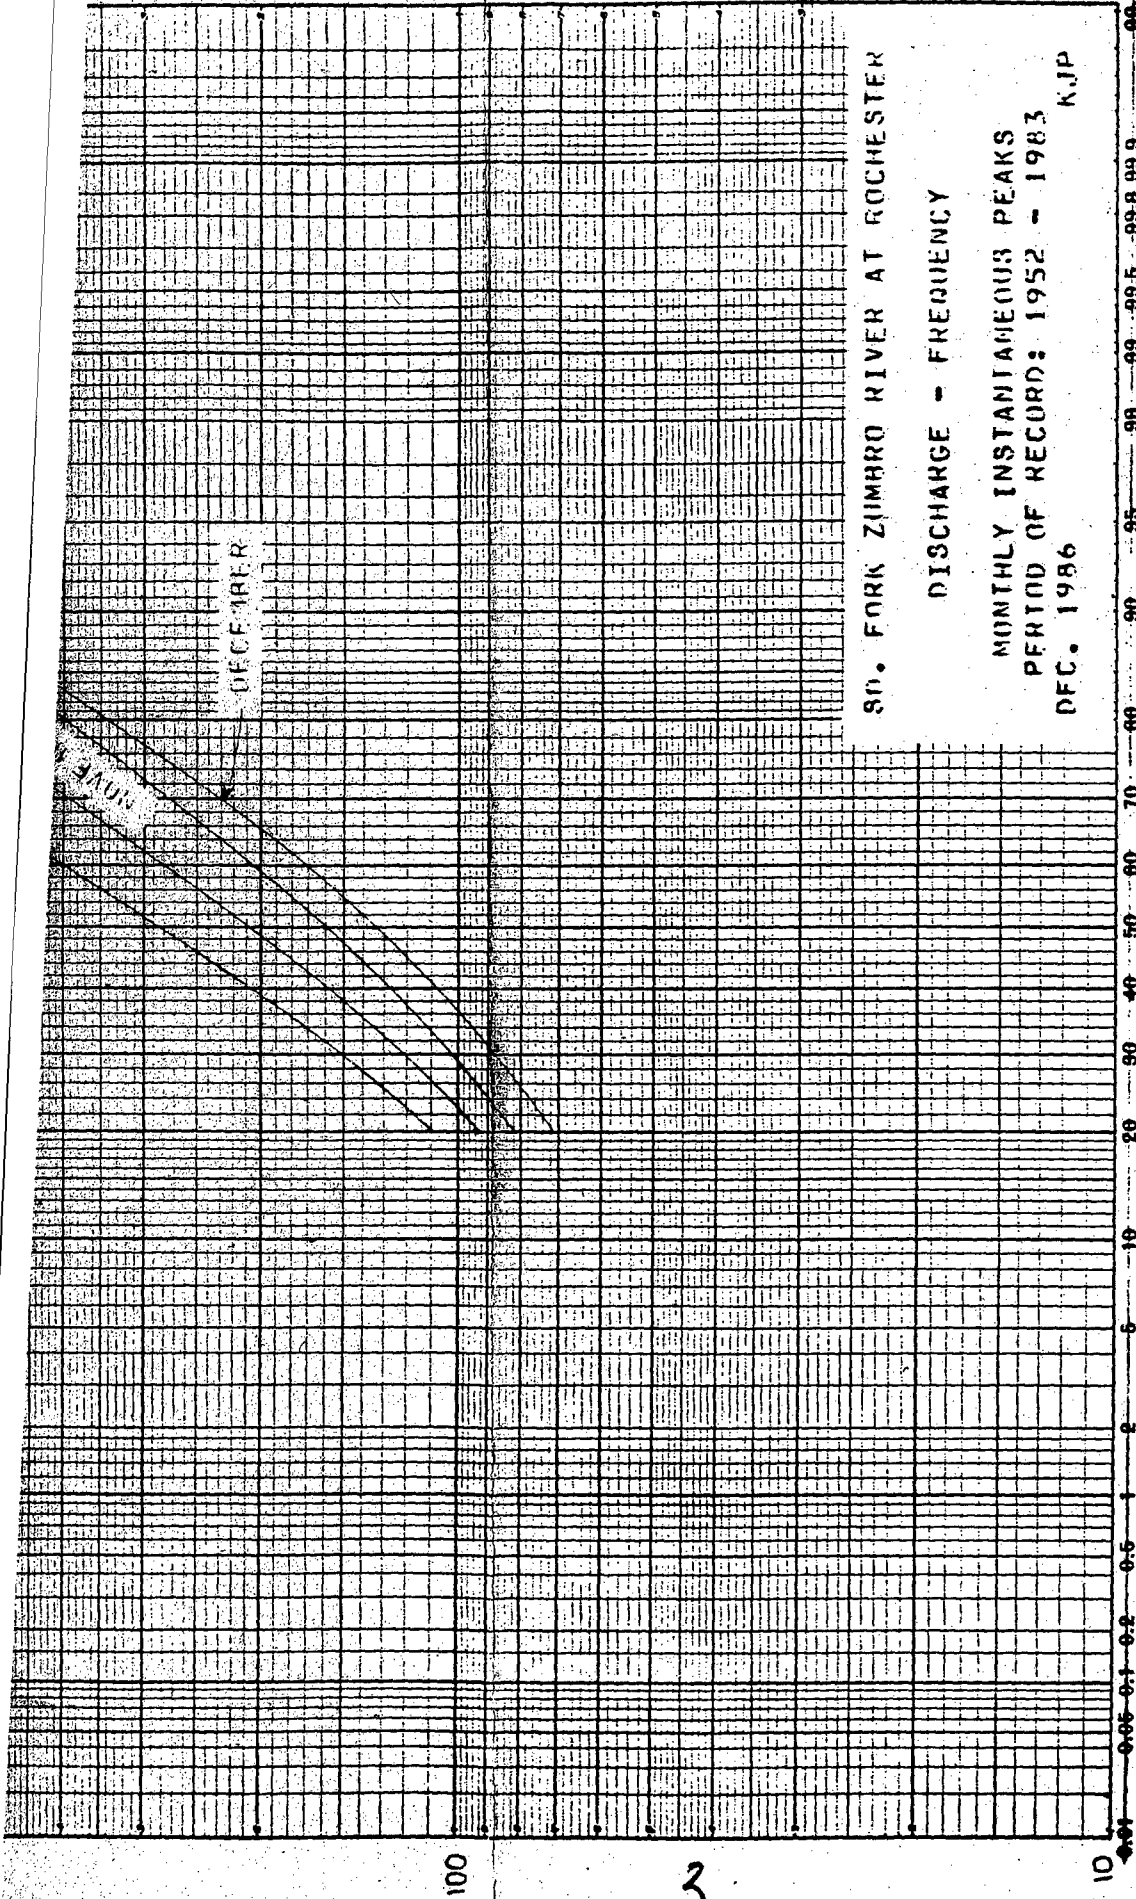 SO. FORK ZUMBRO RIVER AT ROCHESTER
DISCHARGE - FREQUENCY
MONTHLY INSTANTANEOUS PEAKS
PERIOD OF RECORD: 1952 - 1983
DEC. 1986 KJP
DECEMBER
NOVE
100
10
2
0.01 0.05 0.1 0.2 0.5 1 2 5 10 20 30 40 50 60 70 80 90 95 98 99 99.5 99.8 99.9